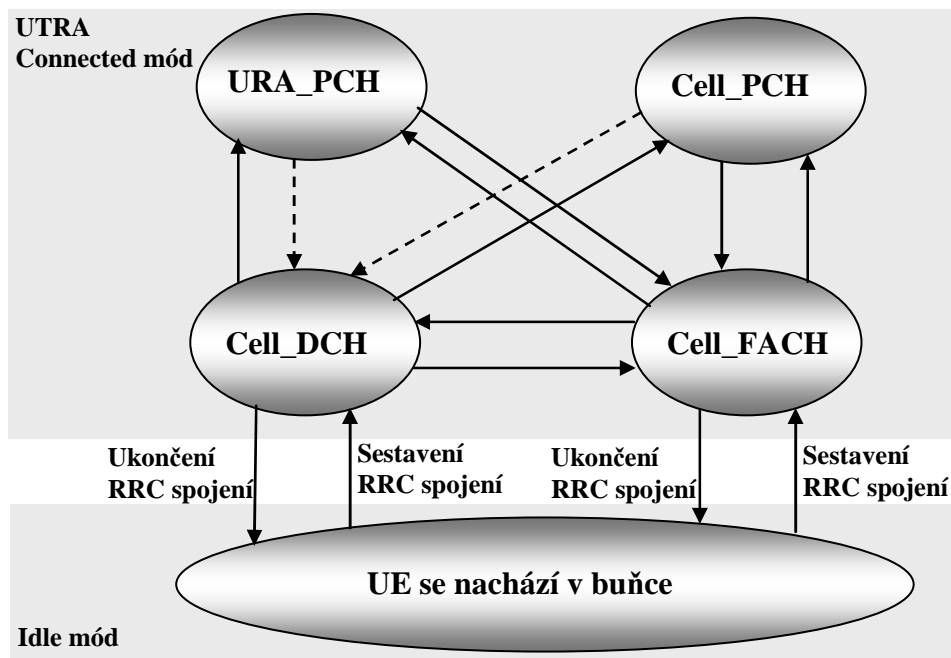 UTRA
Connected mód
URA_PCH
Cell_PCH
Cell_DCH
Cell_FACH
Ukončení
RRC spojení
Sestavení
RRC spojení
Ukončení
RRC spojení
Sestavení
RRC spojení
UE se nachází v buňce
Idle mód